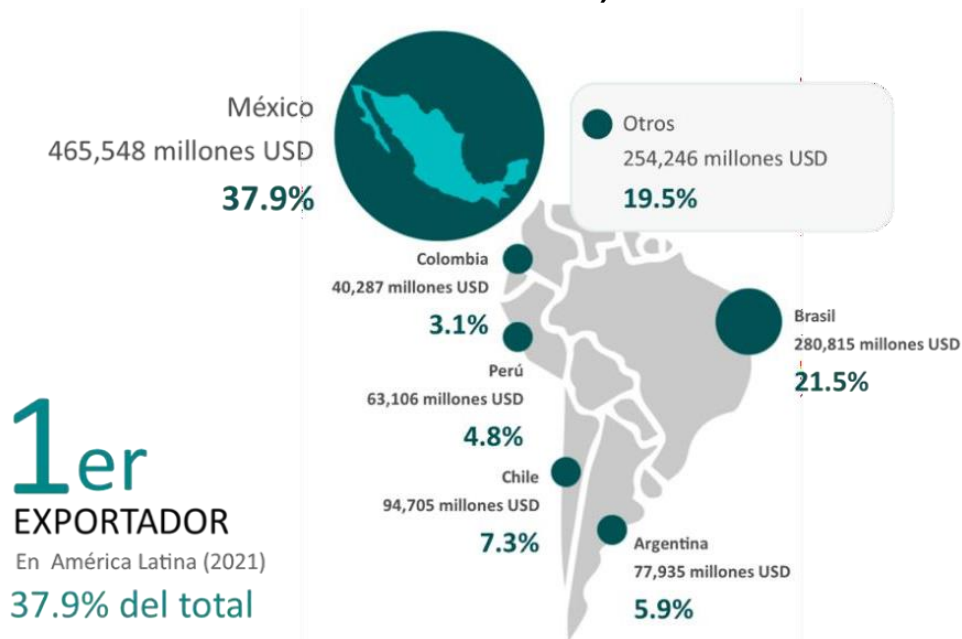 México
465,548 millones USD
37.9%
Otros
254,246 millones USD
19.5%
Colombia
40,287 millones USD
3.1%
Brasil
280,815 millones USD
21.5%
Perú
63,106 millones USD
4.8%
Chile
94,705 millones USD
7.3%
Argentina
77,935 millones USD
5.9%
1er
EXPORTADOR
En América Latina (2021)
37.9% del total